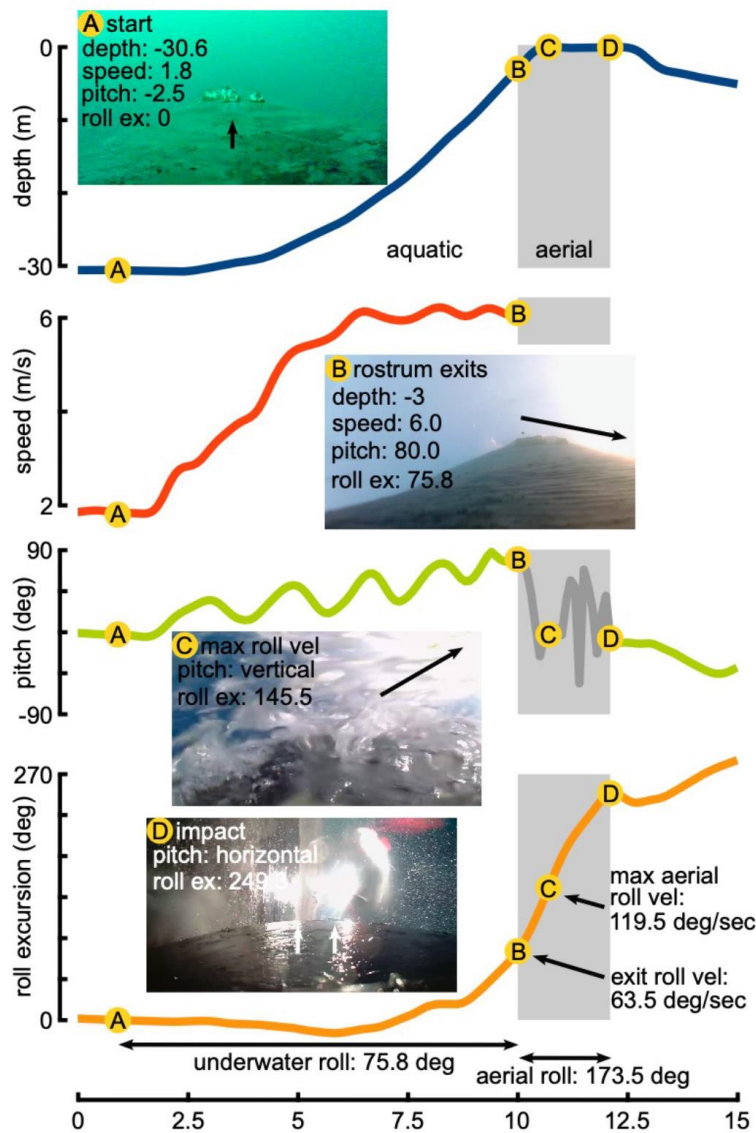 A start
depth: -30.6
speed: 1.8
pitch: -2.5
roll ex: 0
0
-30
depth (m)
A
B
C
D
aquatic
aerial
6
2
speed (m/s)
A
B
B rostrum exits
depth: -3
speed: 6.0
pitch: 80.0
roll ex: 75.8
90
-90
pitch (deg)
A
B
C
D
C max roll vel
pitch: vertical
roll ex: 145.5
270
0
roll excursion (deg)
D impact
pitch: horizontal
roll ex: 249.3
A
B
C
D
max aerial
roll vel:
119.5 deg/sec
exit roll vel:
63.5 deg/sec
underwater roll: 75.8 deg
aerial roll: 173.5 deg
0
2.5
5
7.5
10
12.5
15